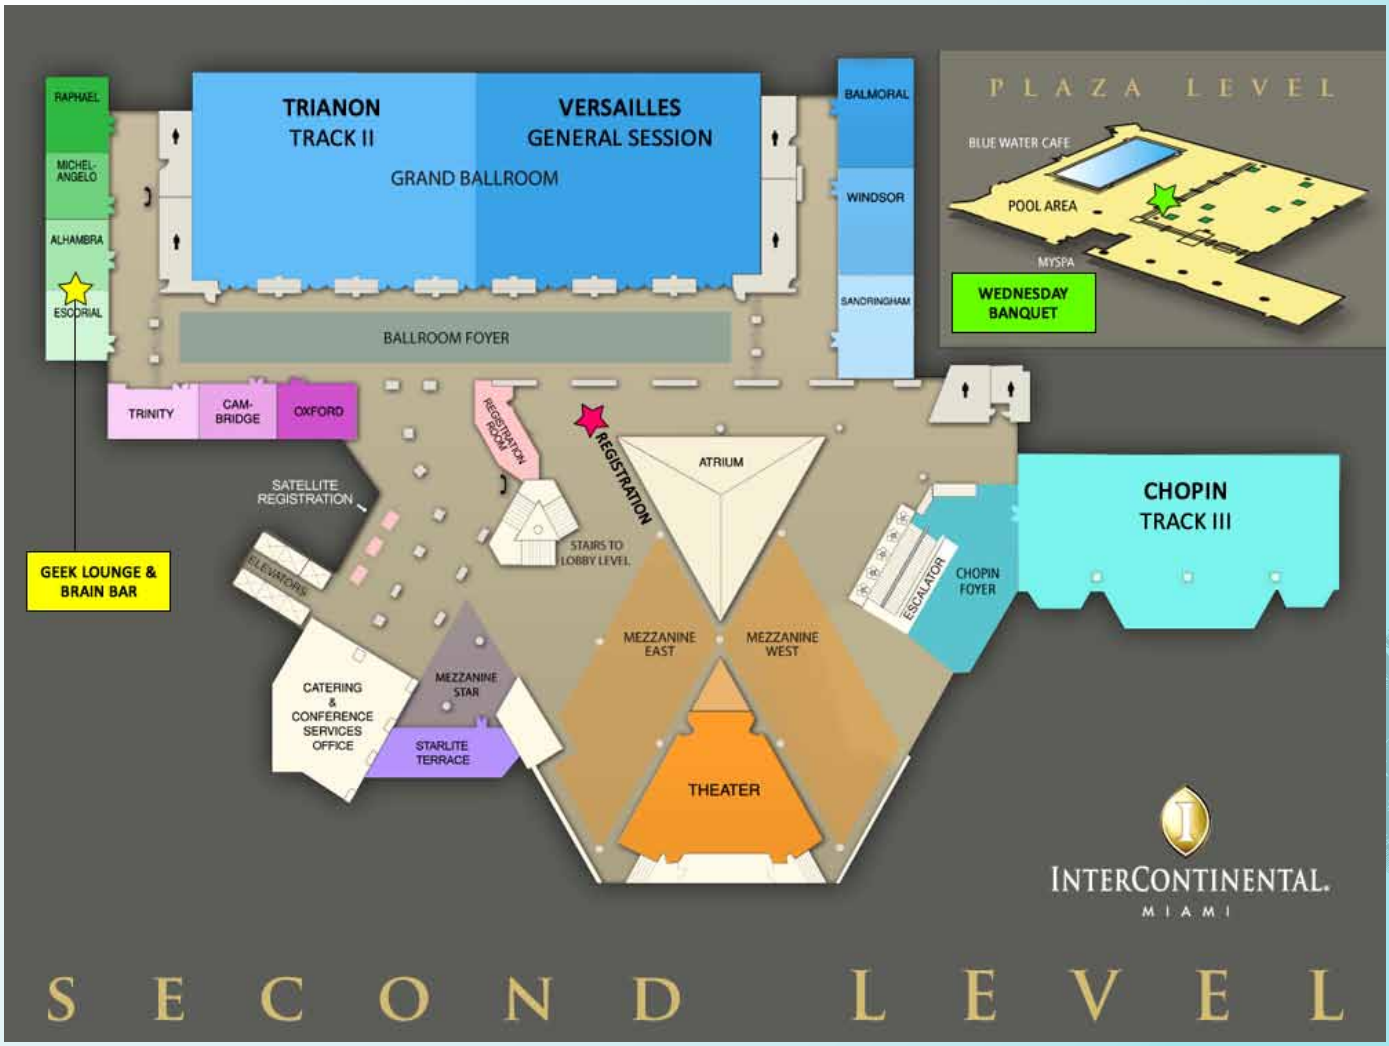 RAPHAEL
MICHEL-
ANGELO
ALHAMBRA
ESCORIAL
TRIANON
TRACK II
VERSAILLES
GENERAL SESSION
GRAND BALLROOM
BALMORAL
WINDSOR
SANDRINGHAM
PLAZA LEVEL
BLUE WATER CAFE
POOL AREA
MYSPA
WEDNESDAY
BANQUET
BALLROOM FOYER
TRINITY
CAM-
BRIDGE
OXFORD
REGISTRATION
ROOM
REGISTRATION
ATRIUM
SATELLITE
REGISTRATION
STAIRS TO
LOBBY LEVEL
ELEVATORS
GEEK LOUNGE &
BRAIN BAR
CHOPIN
TRACK III
CHOPIN
FOYER
ESCALATOR
MEZZANINE
EAST
MEZZANINE
WEST
MEZZANINE
STAR
CATERING
&
CONFERENCE
SERVICES
OFFICE
STARLITE
TERRACE
THEATER
I
INTERCONTINENTAL.
MIAMI
SECOND LEVEL